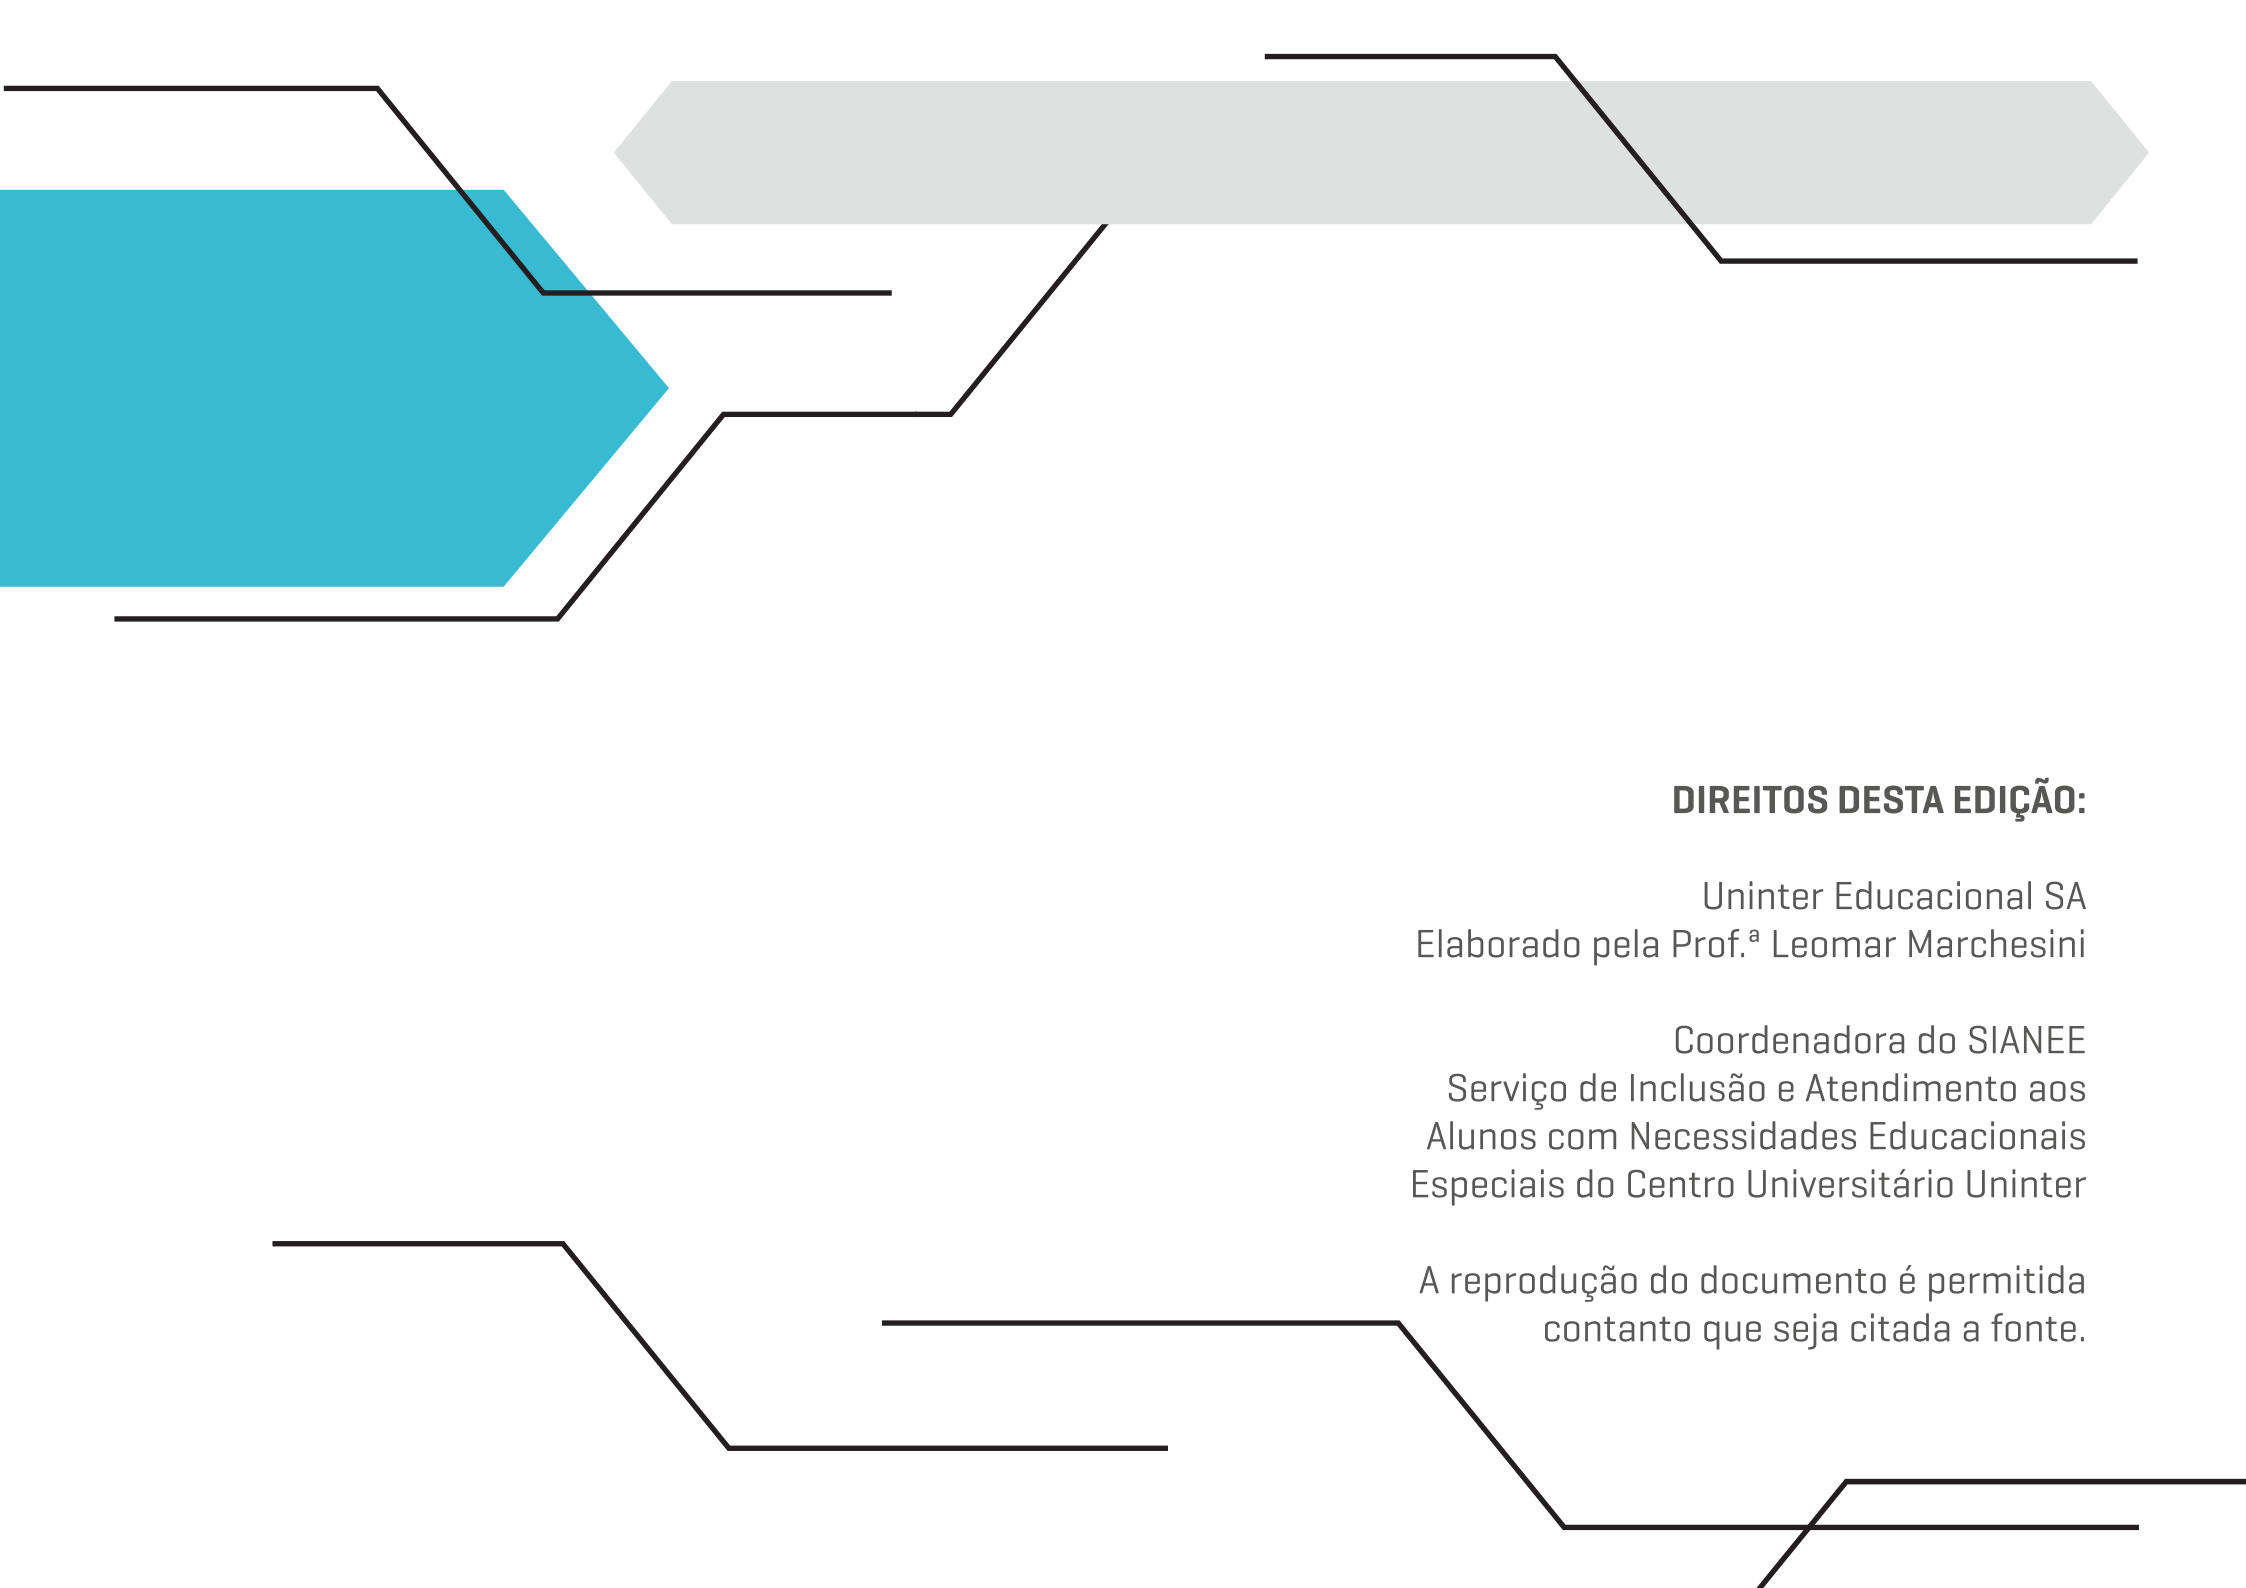 DIREITOS DESTA EDIÇÃO:
Uninter Educacional SA
Elaborado pela Prof.ª Leomar Marchesini
Coordenadora do SIANEE
Serviço de Inclusão e Atendimento aos
Alunos com Necessidades Educacionais
Especiais do Centro Universitário Uninter
A reprodução do documento é permitida
contanto que seja citada a fonte.